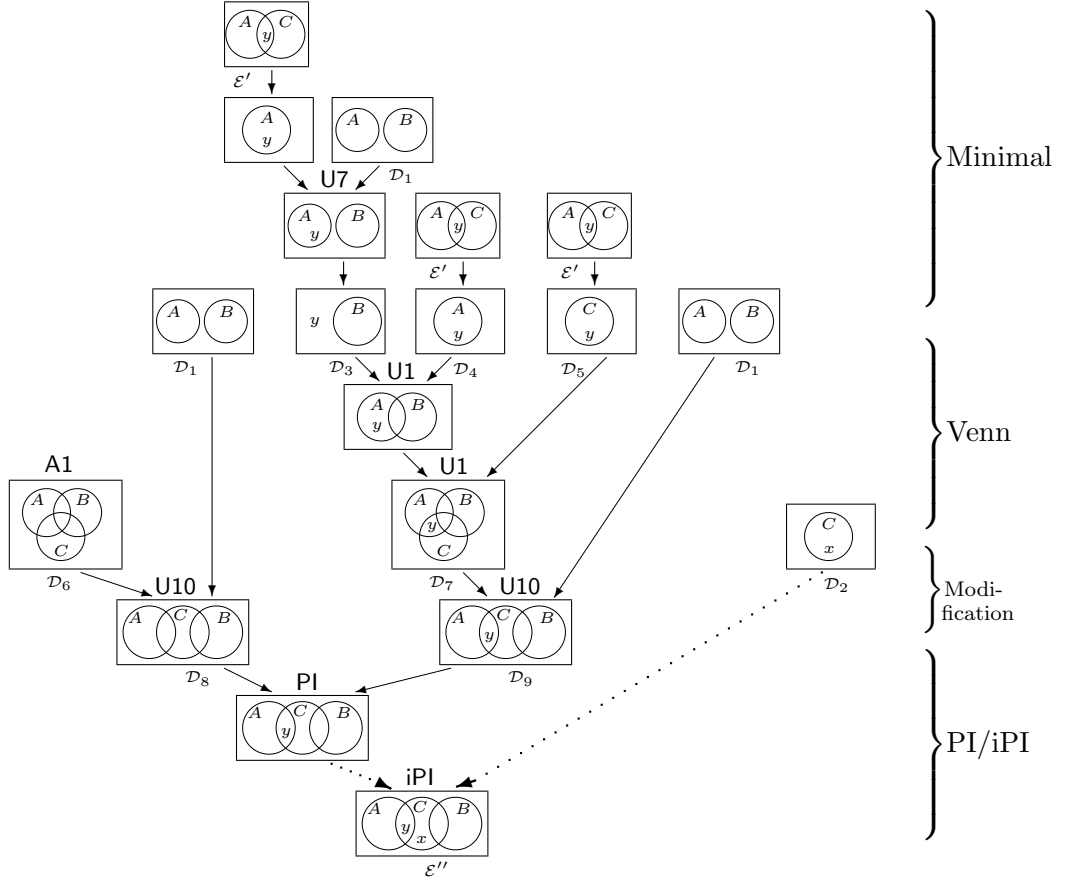 A y C
ℰ′
A
y
A B
𝒟1
U7
A
y
B
A y C
ℰ′
A y C
ℰ′
Minimal
A B
𝒟1
y B
𝒟3
A
y
𝒟4
C
y
𝒟5
A B
𝒟1
U1
A
y
B
Venn
A1
A B
C
𝒟6
U1
A B
y
C
𝒟7
C
x
𝒟2
Modi-
fication
U10
A C B
𝒟8
U10
A C B
y
𝒟9
PI
A C B
y
PI/iPI
iPI
A C B
y
x
ℰ′′